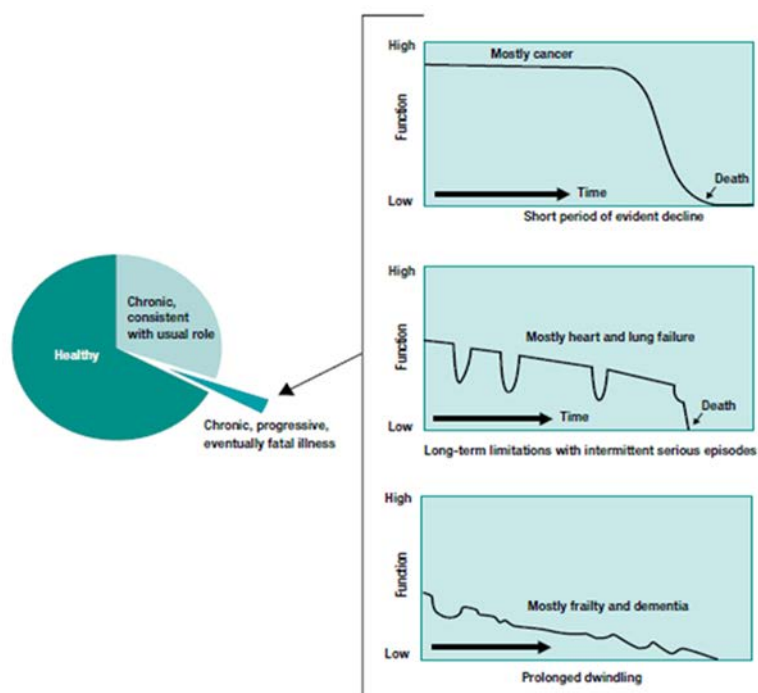 Chronic,
consistent
with usual role
Healthy
Chronic, progressive,
eventually fatal illness
High
Mostly cancer
Function
Death
Time
Low
Short period of evident decline
High
Mostly heart and lung failure
Function
Time
Death
Low
Long-term limitations with intermittent serious episodes
High
Function
Mostly frailty and dementia
Low
Prolonged dwindling